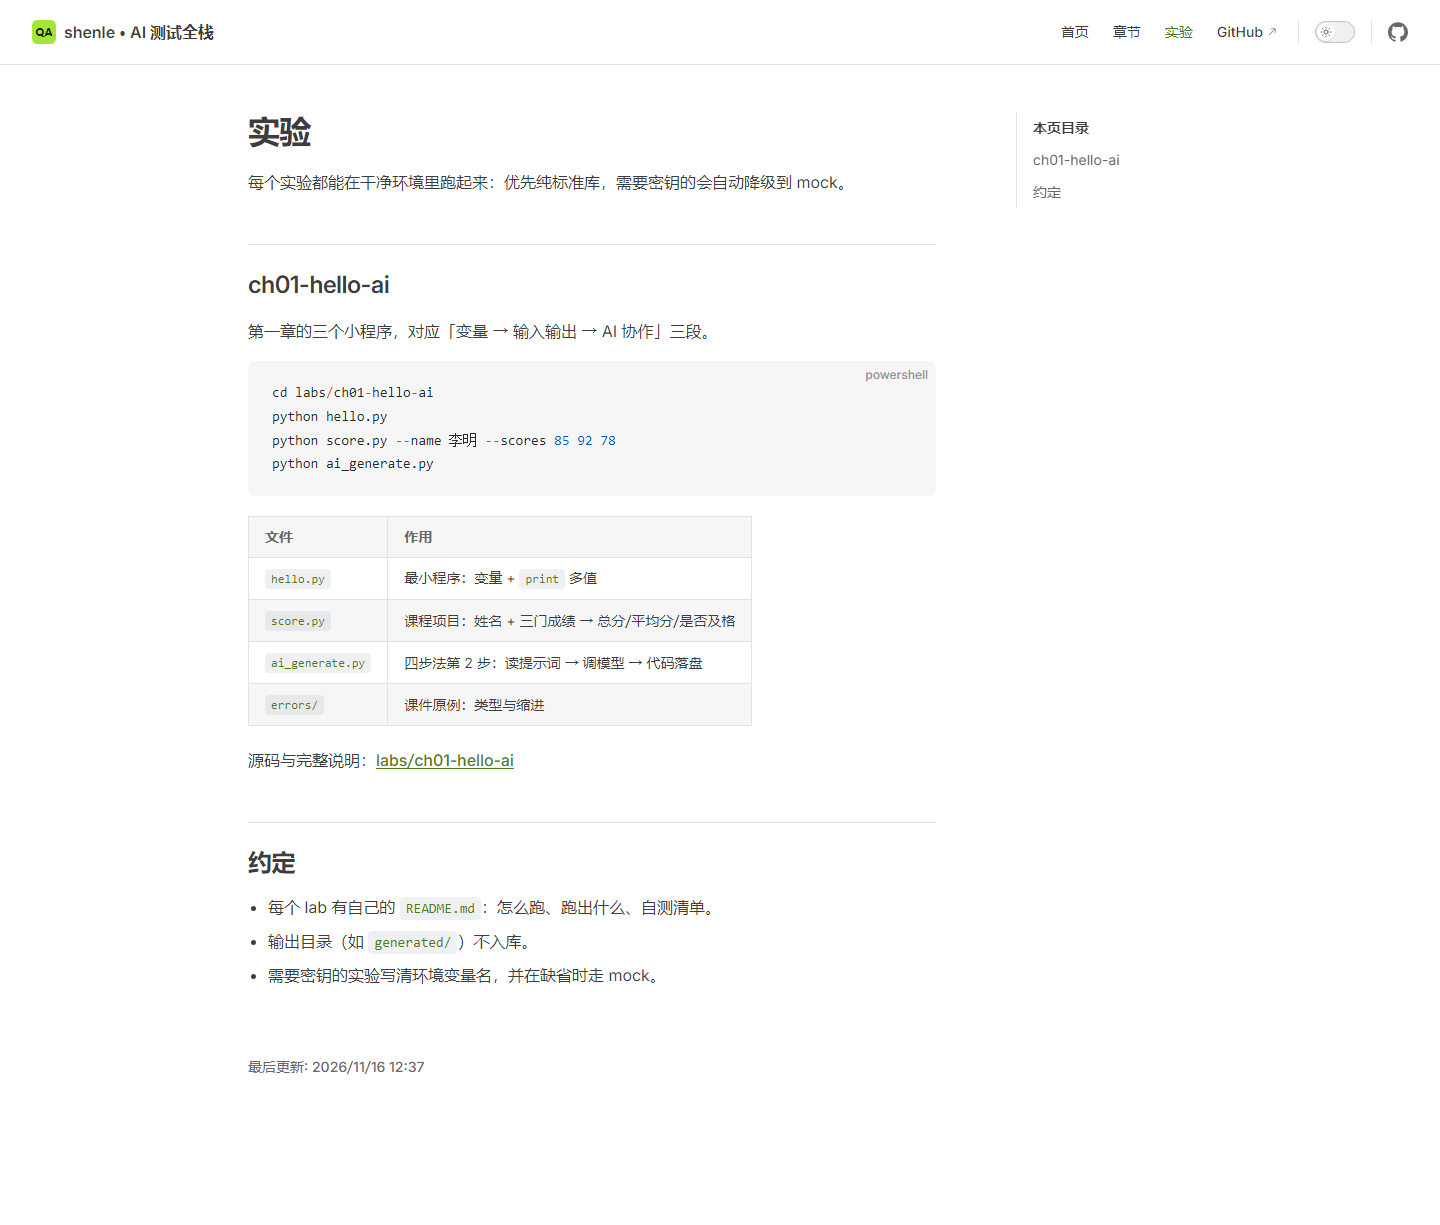 QA shenle • AI 测试全栈
首页 章节 实验 GitHub ↗
实验
每个实验都能在干净环境里跑起来：优先纯标准库，需要密钥的会自动降级到 mock。
本页目录
ch01-hello-ai
约定
ch01-hello-ai
第一章的三个小程序，对应「变量 → 输入输出 → AI 协作」三段。
powershell
cd labs/ch01-hello-ai
python hello.py
python score.py --name 李明 --scores 85 92 78
python ai_generate.py
文件 作用
hello.py 最小程序：变量 + print 多值
score.py 课程项目：姓名 + 三门成绩 → 总分/平均分/是否及格
ai_generate.py 四步法第 2 步：读提示词 → 调模型 → 代码落盘
errors/ 课件原例：类型与缩进
源码与完整说明：labs/ch01-hello-ai
约定
• 每个 lab 有自己的 README.md：怎么跑、跑出什么、自测清单。
• 输出目录（如 generated/）不入库。
• 需要密钥的实验写清环境变量名，并在缺省时走 mock。
最后更新: 2026/11/16 12:37